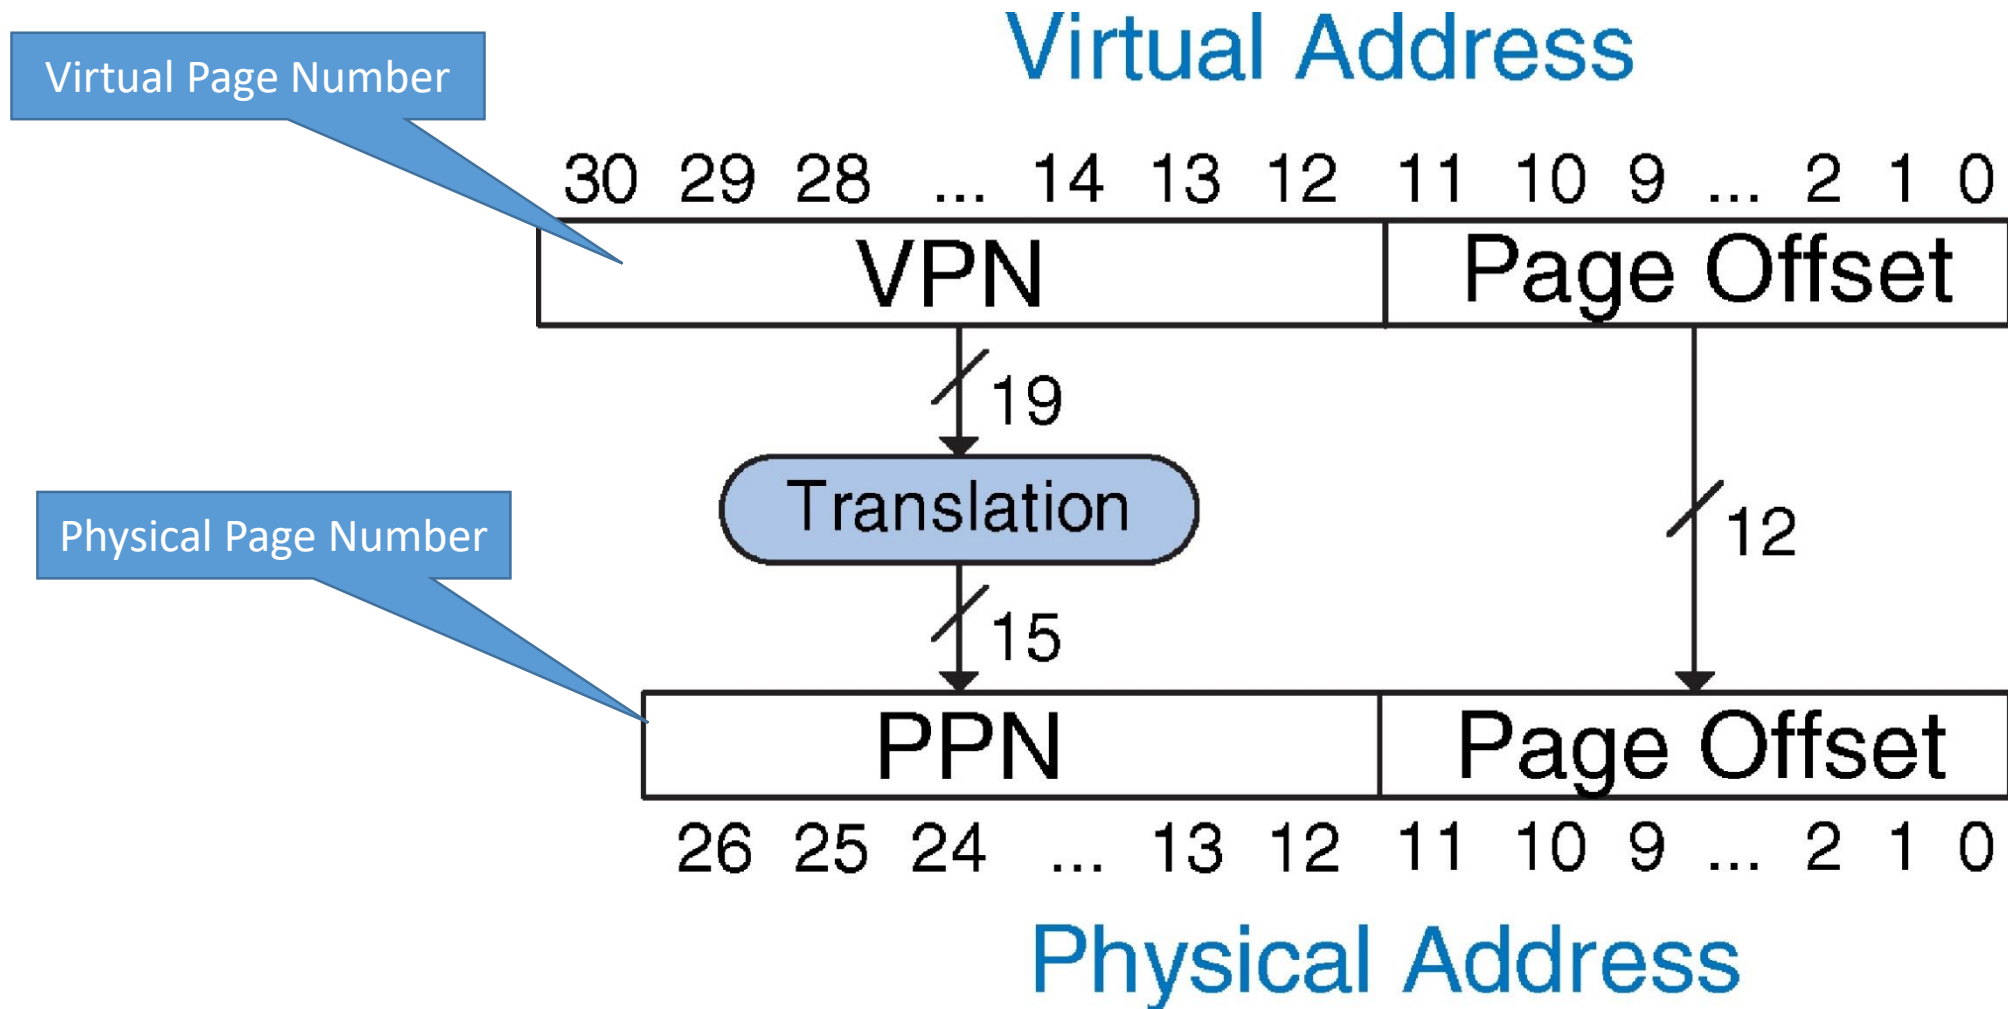 Virtual Address
Virtual Page Number
30 29 28 ... 14 13 12 11 10 9 ... 2 1 0
VPN Page Offset
19
Translation
12
Physical Page Number
15
PPN Page Offset
26 25 24 ... 13 12 11 10 9 ... 2 1 0
Physical Address